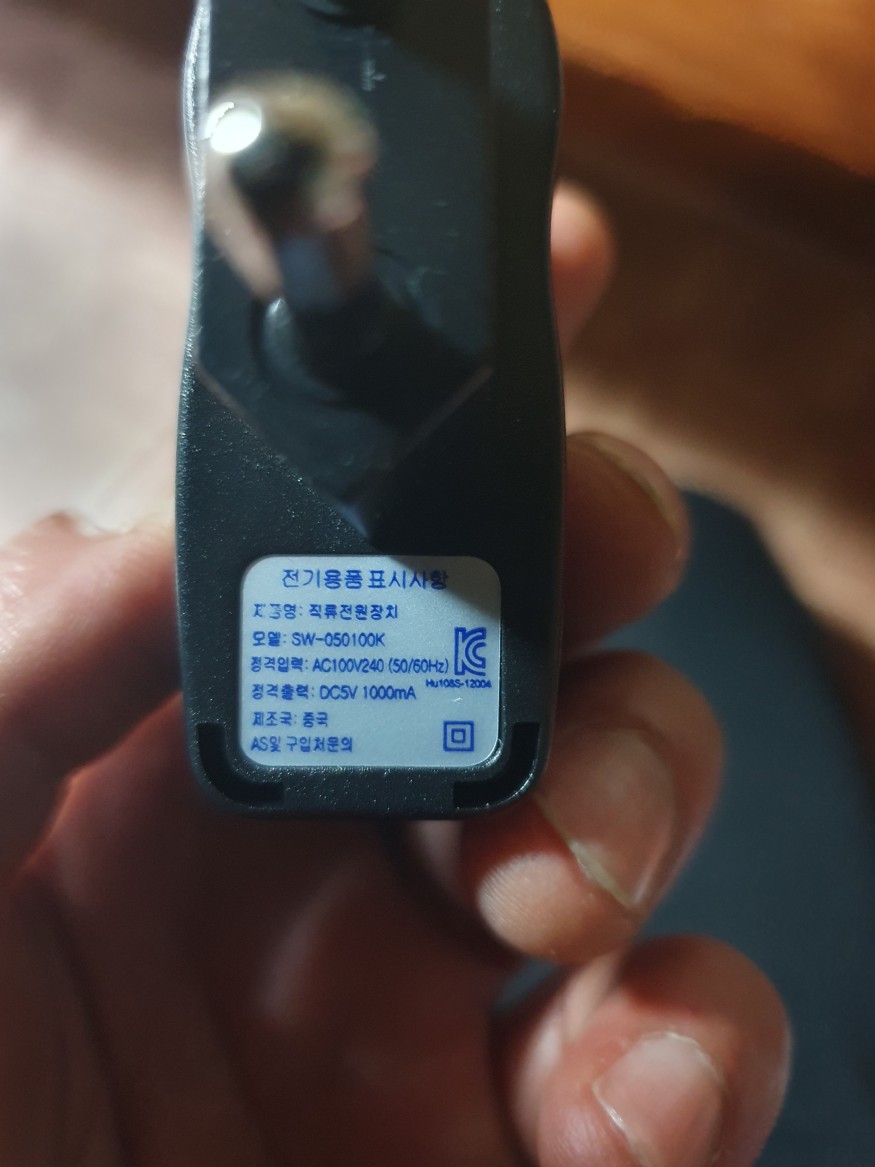 전기용품 표시사항
제품명: 직류전원장치
모델: SW-050100K
정격입력: AC100V240 (50/60Hz)
Hu108S-12004
정격출력: DC5V 1000mA
제조국: 중국
AS및 구입처문의